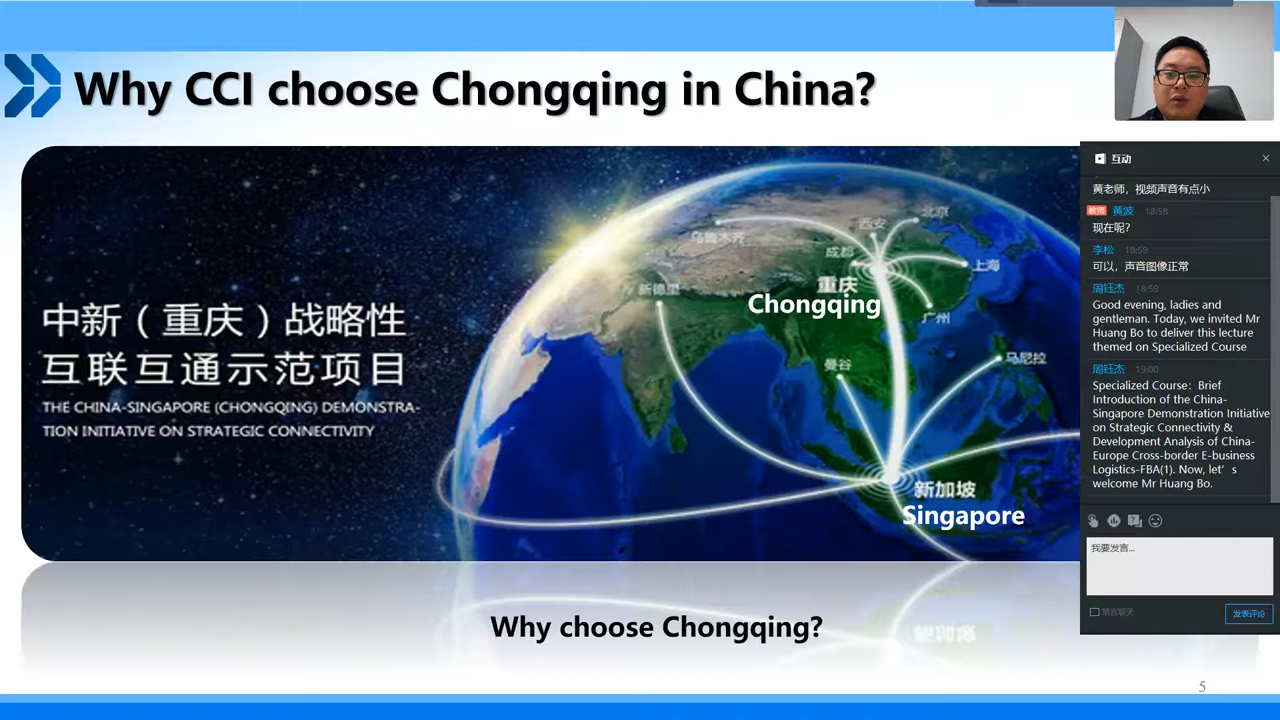 Why CCI choose Chongqing in China?
中新（重庆）战略性
互联互通示范项目
THE CHINA-SINGAPORE (CHONGQING) DEMONSTRA-
TION INITIATIVE ON STRATEGIC CONNECTIVITY
乌鲁木齐
西安
北京
成都
上海
新德里
重庆
Chongqing
广州
曼谷
马尼拉
新加坡
Singapore
Why choose Chongqing?
5
互动
黄老师，视频声音有点小
教师 黄波 18:58
现在呢？
李松 18:59
可以，声音图像正常
周钰杰 18:59
Good evening, ladies and
gentleman. Today, we invited Mr
Huang Bo to deliver this lecture
themed on Specialized Course
周钰杰 19:00
Specialized Course：Brief
Introduction of the China-
Singapore Demonstration Initiative
on Strategic Connectivity &
Development Analysis of China-
Europe Cross-border E-business
Logistics-FBA(1). Now, let’s
welcome Mr Huang Bo.
我要发言...
禁言聊天
发表评论